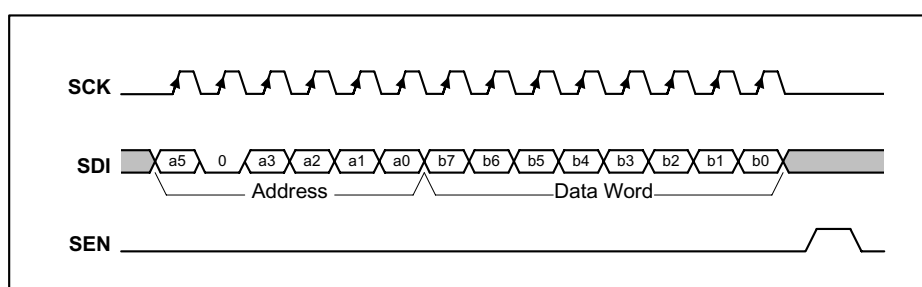 SCK
SDI a5 0 a3 a2 a1 a0 b7 b6 b5 b4 b3 b2 b1 b0
Address Data Word
SEN